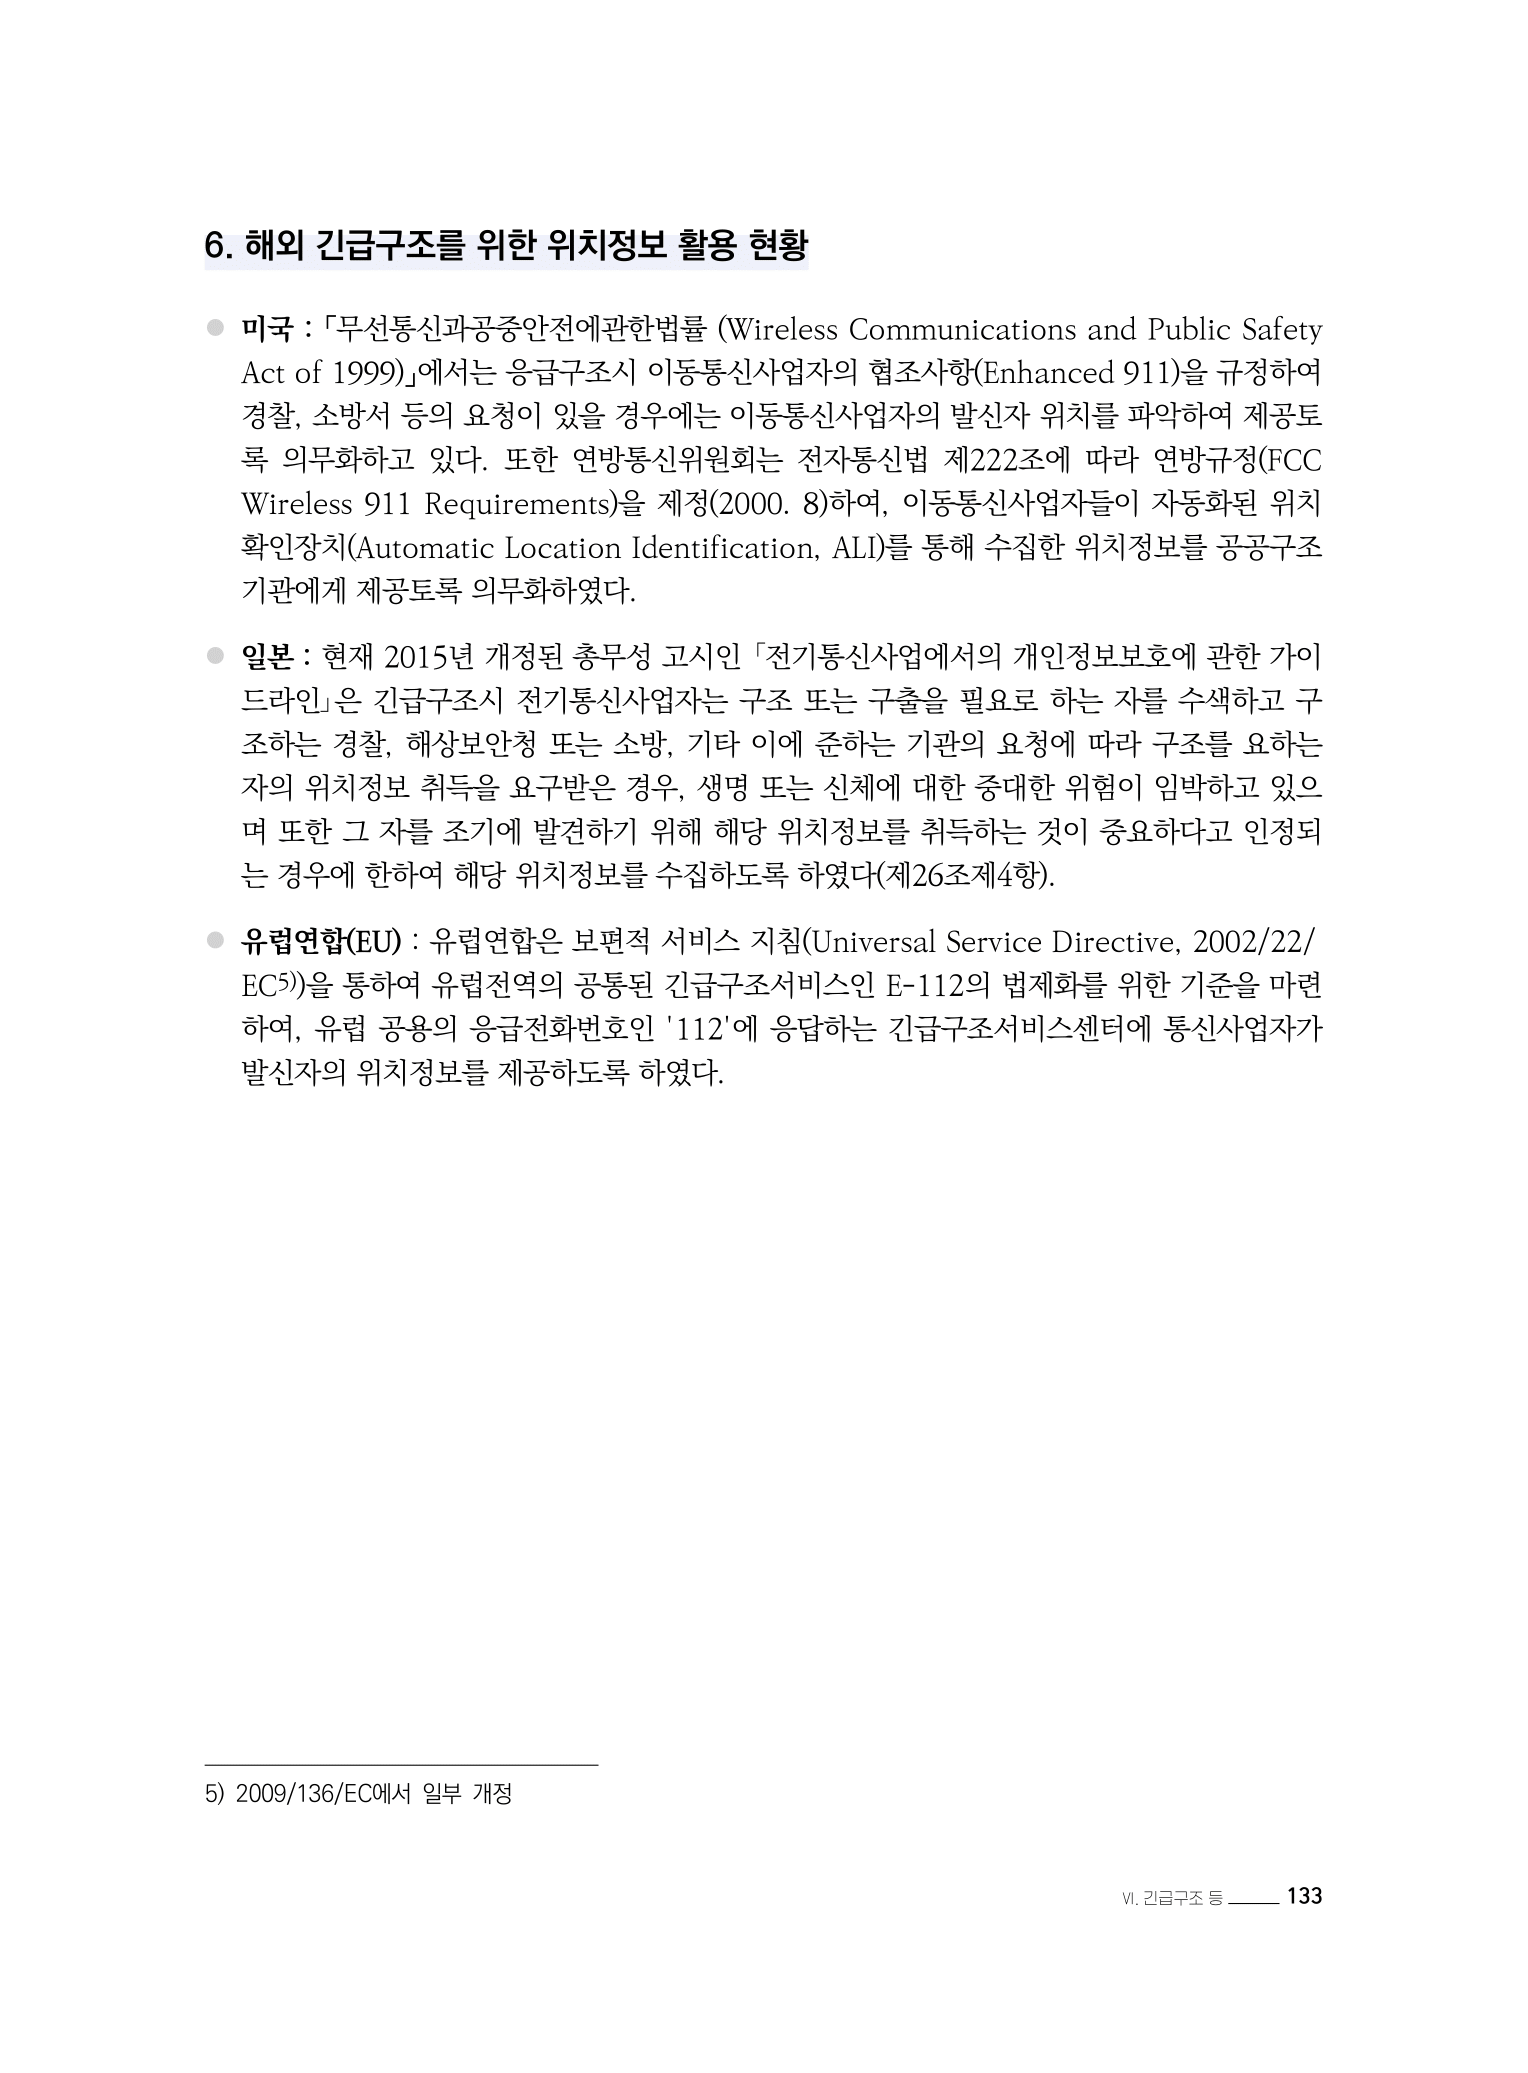 6. 해외 긴급구조를 위한 위치정보 활용 현황
● 미국 : 「무선통신과공중안전에관한법률 (Wireless Communications and Public Safety
Act of 1999)」에서는 응급구조시 이동통신사업자의 협조사항(Enhanced 911)을 규정하여
경찰, 소방서 등의 요청이 있을 경우에는 이동통신사업자의 발신자 위치를 파악하여 제공토
록 의무화하고 있다. 또한 연방통신위원회는 전자통신법 제222조에 따라 연방규정(FCC
Wireless 911 Requirements)을 제정(2000. 8)하여, 이동통신사업자들이 자동화된 위치
확인장치(Automatic Location Identification, ALI)를 통해 수집한 위치정보를 공공구조
기관에게 제공토록 의무화하였다.
● 일본 : 현재 2015년 개정된 총무성 고시인 「전기통신사업에서의 개인정보보호에 관한 가이
드라인」은 긴급구조시 전기통신사업자는 구조 또는 구출을 필요로 하는 자를 수색하고 구
조하는 경찰, 해상보안청 또는 소방, 기타 이에 준하는 기관의 요청에 따라 구조를 요하는
자의 위치정보 취득을 요구받은 경우, 생명 또는 신체에 대한 중대한 위험이 임박하고 있으
며 또한 그 자를 조기에 발견하기 위해 해당 위치정보를 취득하는 것이 중요하다고 인정되
는 경우에 한하여 해당 위치정보를 수집하도록 하였다(제26조제4항).
● 유럽연합(EU) : 유럽연합은 보편적 서비스 지침(Universal Service Directive, 2002/22/
EC5))을 통하여 유럽전역의 공통된 긴급구조서비스인 E-112의 법제화를 위한 기준을 마련
하여, 유럽 공용의 응급전화번호인 '112'에 응답하는 긴급구조서비스센터에 통신사업자가
발신자의 위치정보를 제공하도록 하였다.
5) 2009/136/EC에서 일부 개정
Ⅵ. 긴급구조 등 133